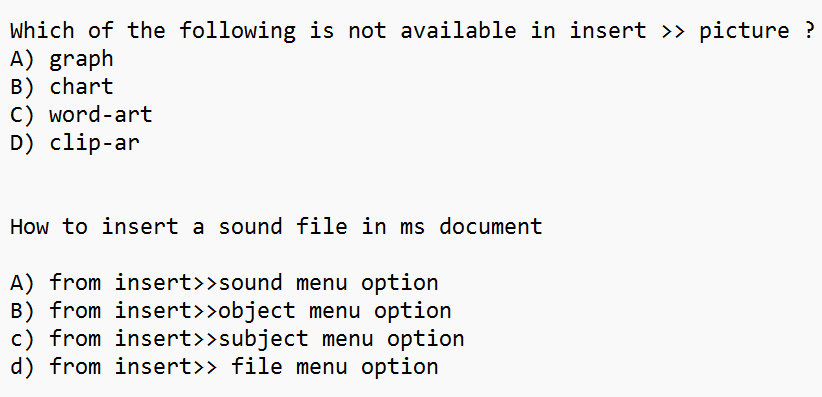 Which of the following is not available in insert >> picture ?
A) graph
B) chart
C) word-art
D) clip-ar
How to insert a sound file in ms document
A) from insert>>sound menu option
B) from insert>>object menu option
c) from insert>>subject menu option
d) from insert>> file menu option